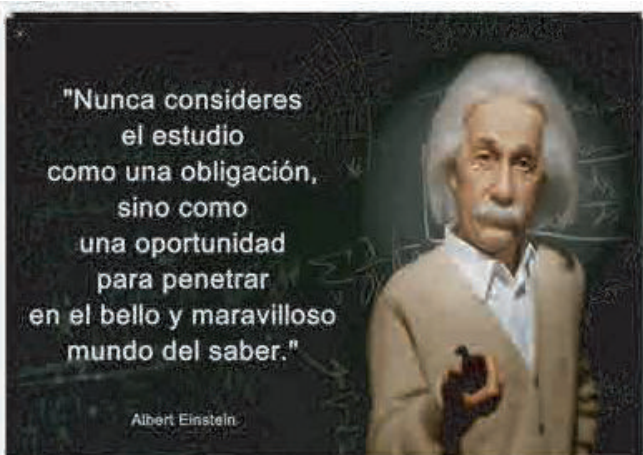 "Nunca consideres
el estudio
como una obligación,
sino como
una oportunidad
para penetrar
en el bello y maravilloso
mundo del saber."
Albert Einstein